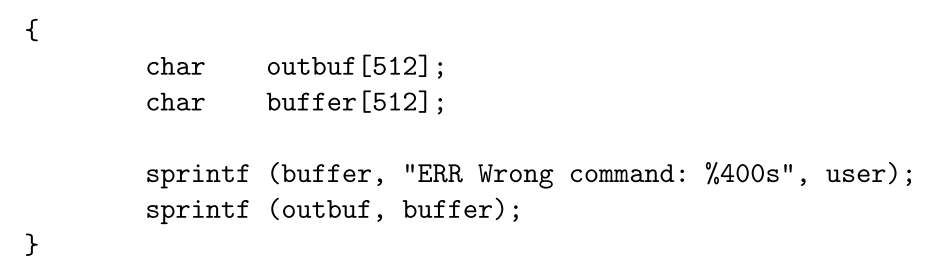 {
char outbuf[512];
char buffer[512];
sprintf (buffer, "ERR Wrong command: %400s", user);
sprintf (outbuf, buffer);
}